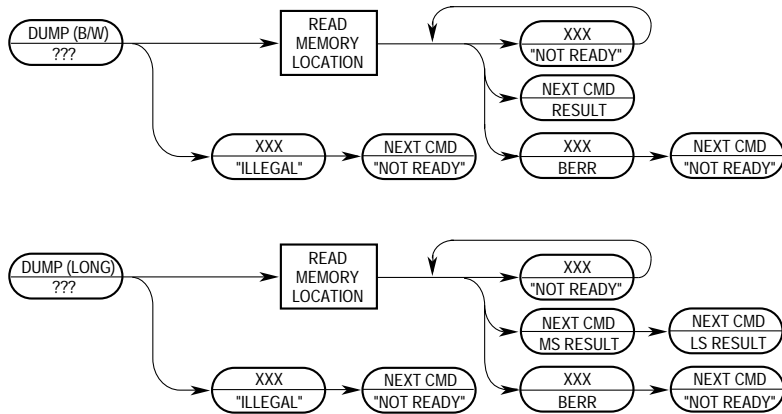 DUMP (B/W)
???
READ
MEMORY
LOCATION
XXX
"NOT READY"
NEXT CMD
RESULT
XXX
"ILLEGAL"
NEXT CMD
"NOT READY"
XXX
BERR
NEXT CMD
"NOT READY"
DUMP (LONG)
???
READ
MEMORY
LOCATION
XXX
"NOT READY"
NEXT CMD
MS RESULT
NEXT CMD
LS RESULT
XXX
"ILLEGAL"
NEXT CMD
"NOT READY"
XXX
BERR
NEXT CMD
"NOT READY"